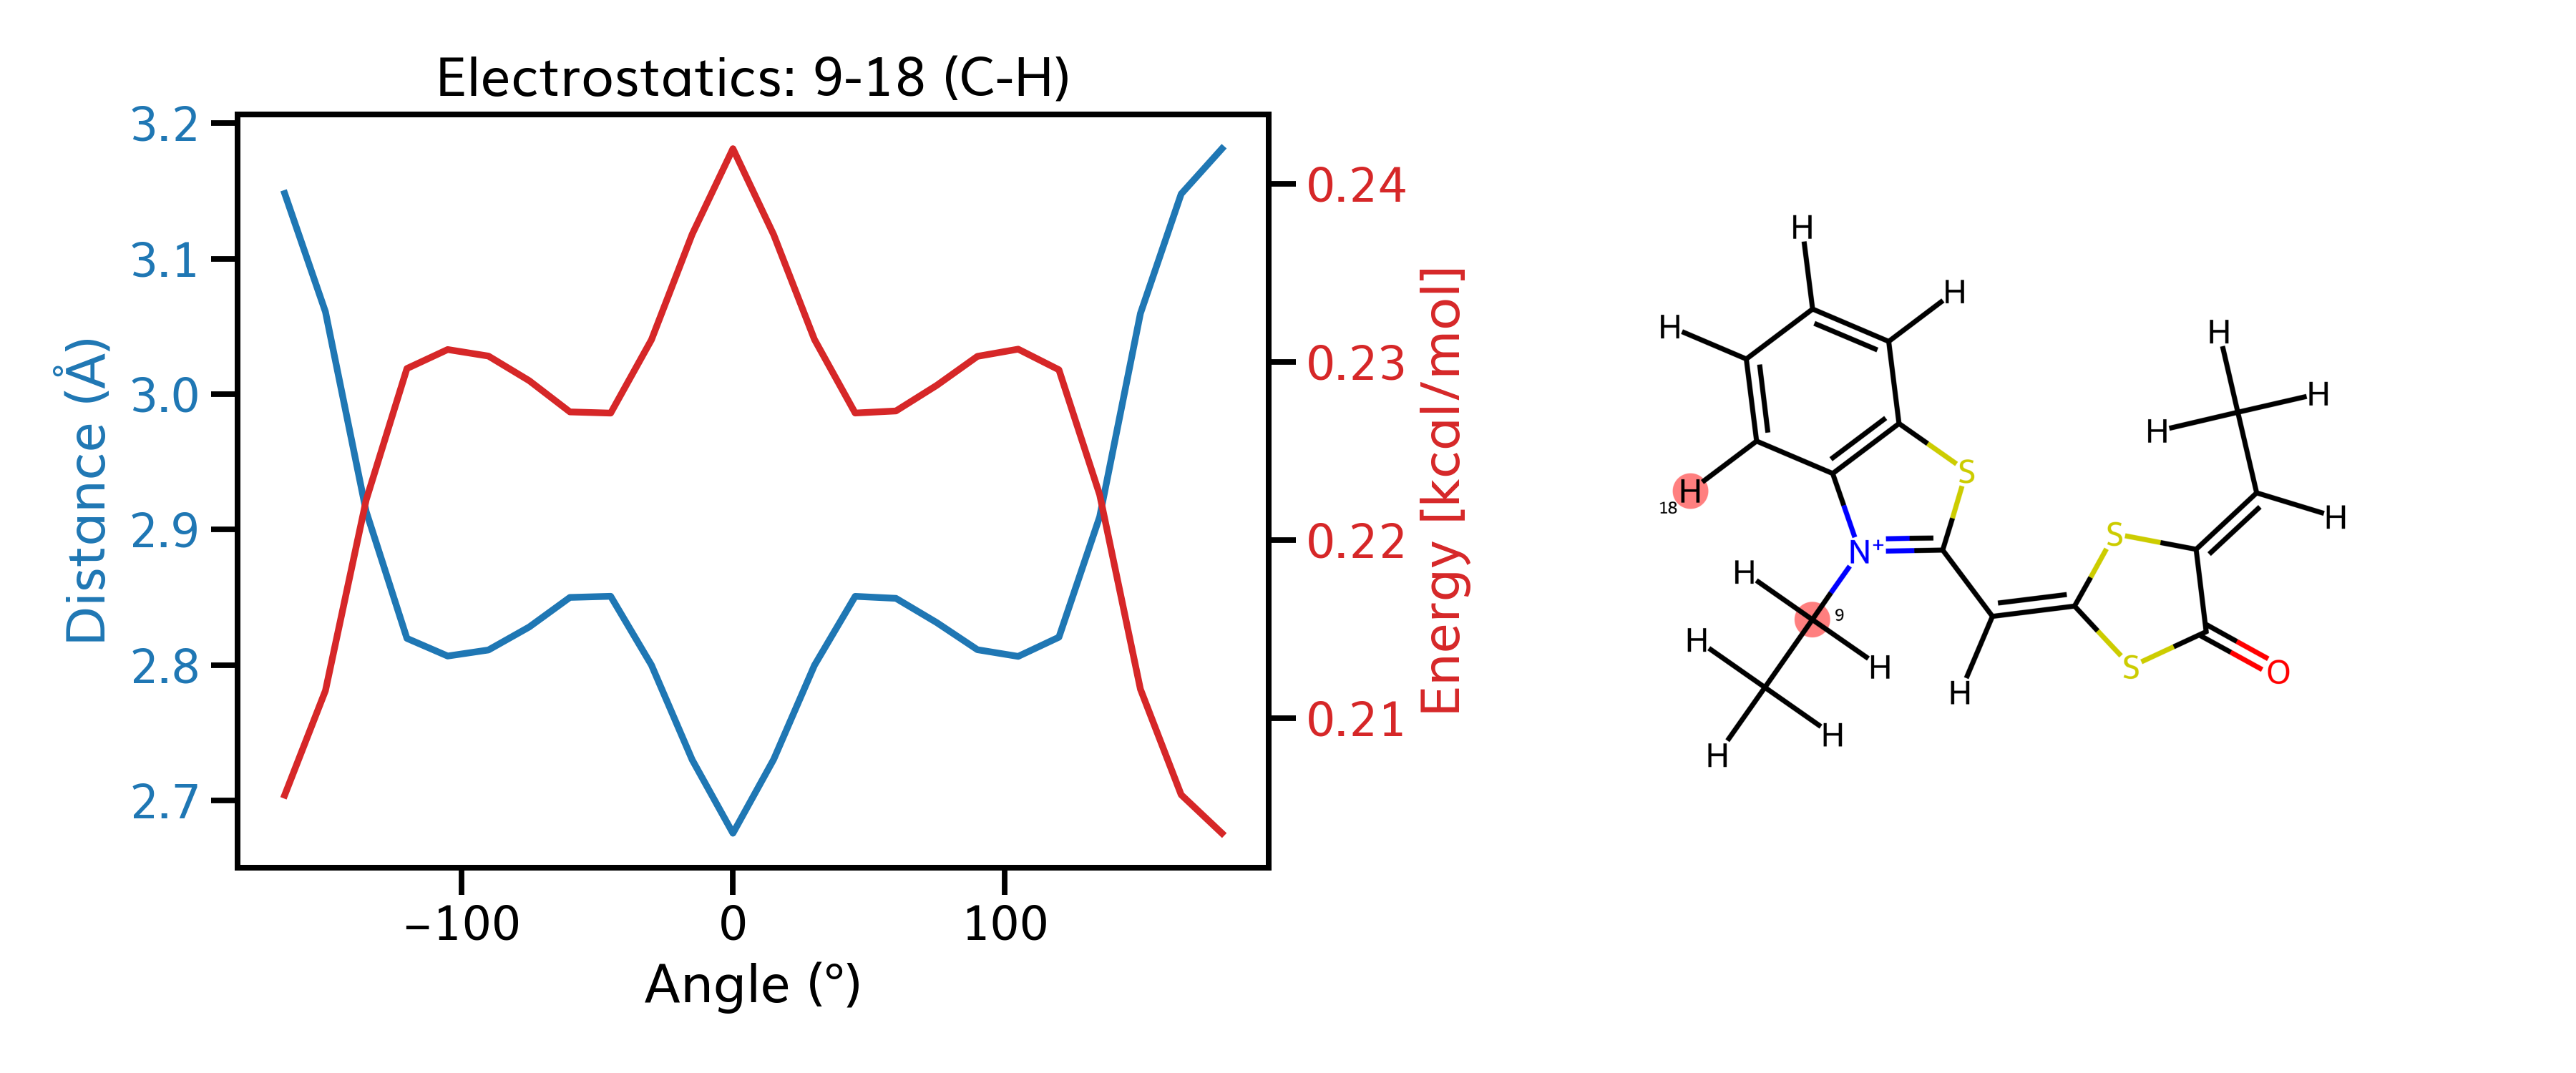 Electrostatics: 9-18 (C-H)
3.2
3.1
3.0
2.9
2.8
2.7
Distance (Å)
0.24
0.23
0.22
0.21
Energy [kcal/mol]
−100 0 100
Angle (°)
H
H
H
H
H
H
S
H
18
S
H
N⁺
H
9
H
H
S
O
H
H
H